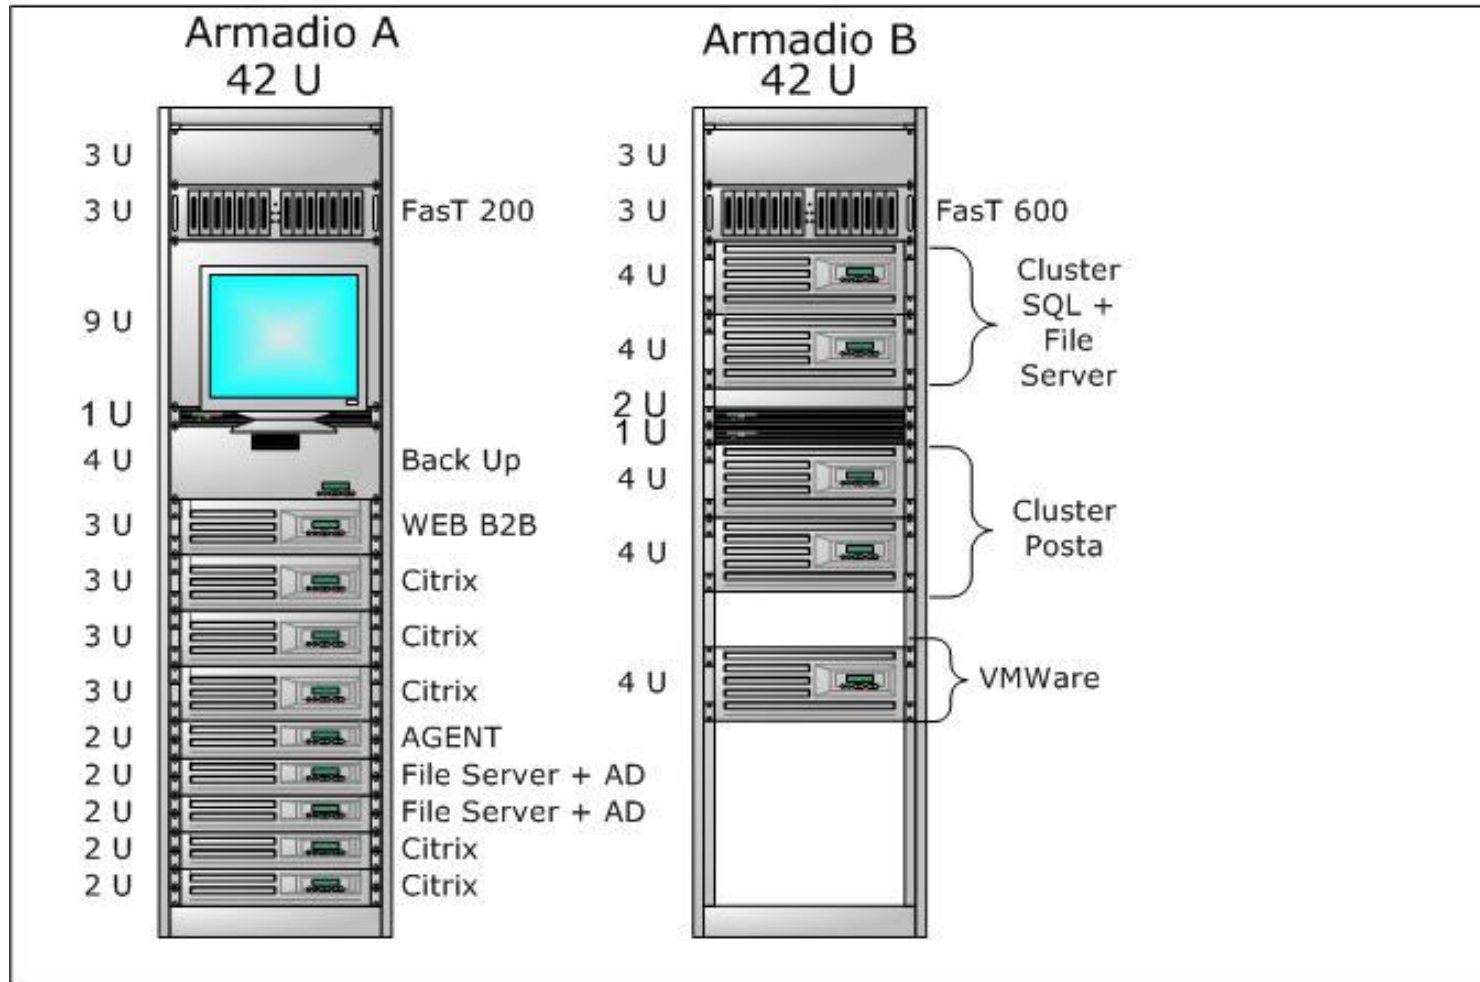 Armadio A
42 U
3 U
3 U
FasT 200
9 U
1 U
4 U
Back Up
3 U
WEB B2B
3 U
Citrix
3 U
Citrix
3 U
Citrix
2 U
AGENT
2 U
File Server + AD
2 U
File Server + AD
2 U
Citrix
2 U
Citrix
Armadio B
42 U
3 U
3 U
FasT 600
4 U
4 U
Cluster
SQL +
File
Server
2 U
1 U
4 U
4 U
Cluster
Posta
4 U
VMWare